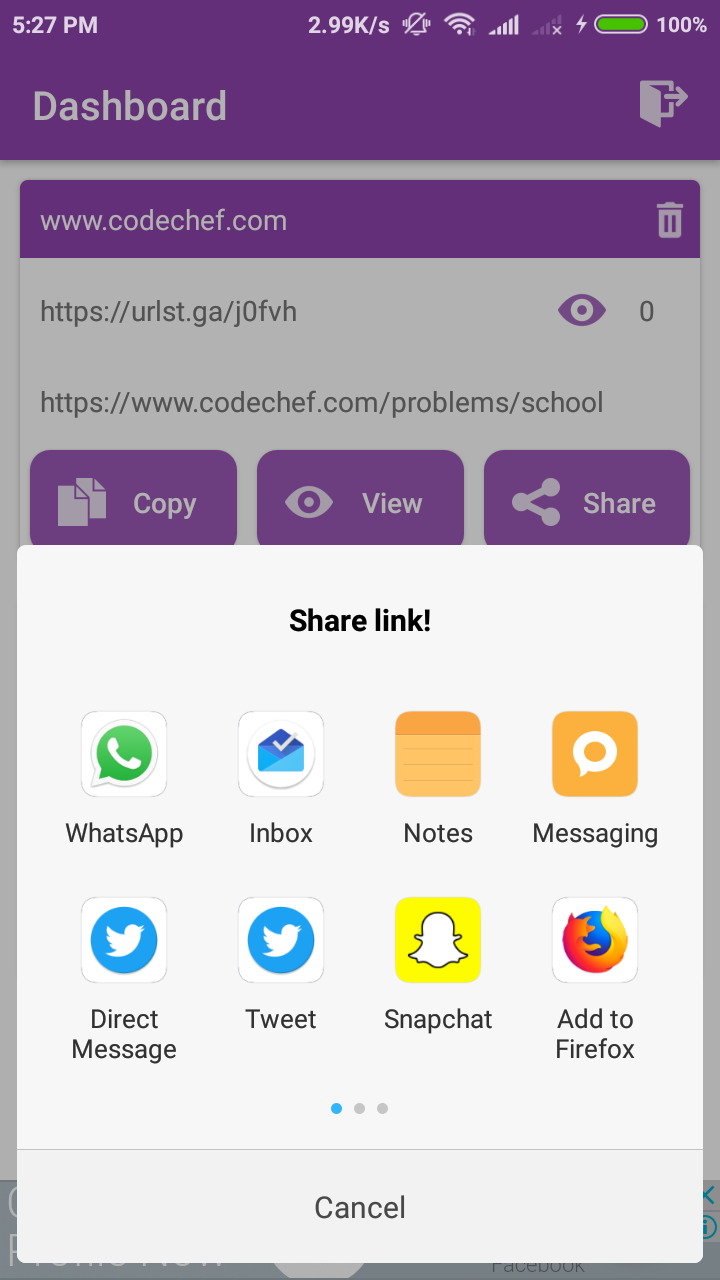 5:27 PM 2.99K/s 100%
Dashboard
www.codechef.com
https://urlst.ga/j0fvh 0
https://www.codechef.com/problems/school
Copy View Share
Share link!
WhatsApp Inbox Notes Messaging
Direct Tweet Snapchat Add to
Message Firefox
Cancel
Facebook